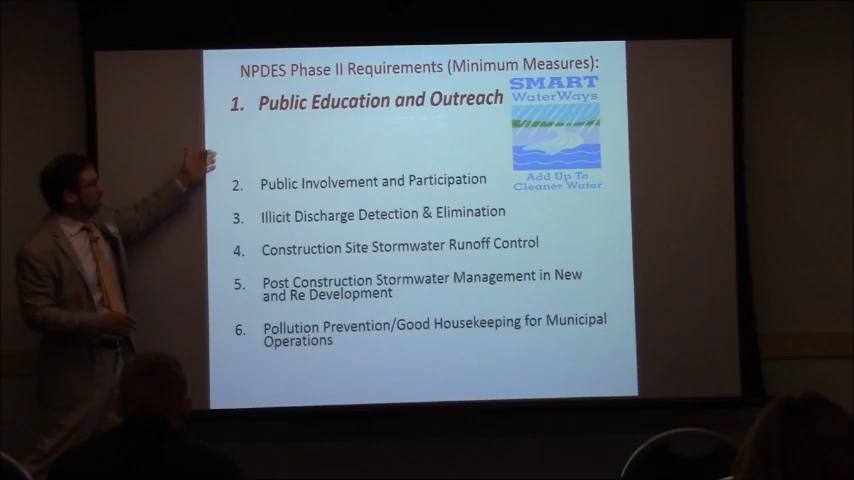 NPDES Phase II Requirements (Minimum Measures):
1. Public Education and Outreach
SMART
WaterWays
Add Up To
Cleaner Water
2. Public Involvement and Participation
3. Illicit Discharge Detection & Elimination
4. Construction Site Stormwater Runoff Control
5. Post Construction Stormwater Management in New
and Re Development
6. Pollution Prevention/Good Housekeeping for Municipal
Operations